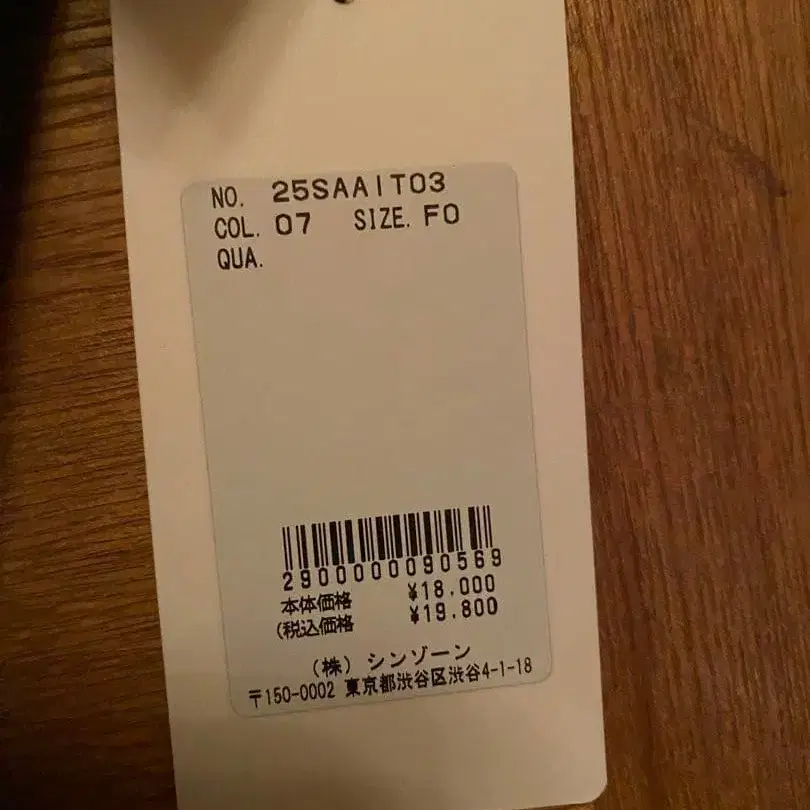 NO. 25SAAIT03
COL. 07 SIZE. F0
QUA.
2900000090569
本体価格 ¥18,000
(税込価格 ¥19,800
(株) シンゾーン
〒150-0002 東京都渋谷区渋谷4-1-18